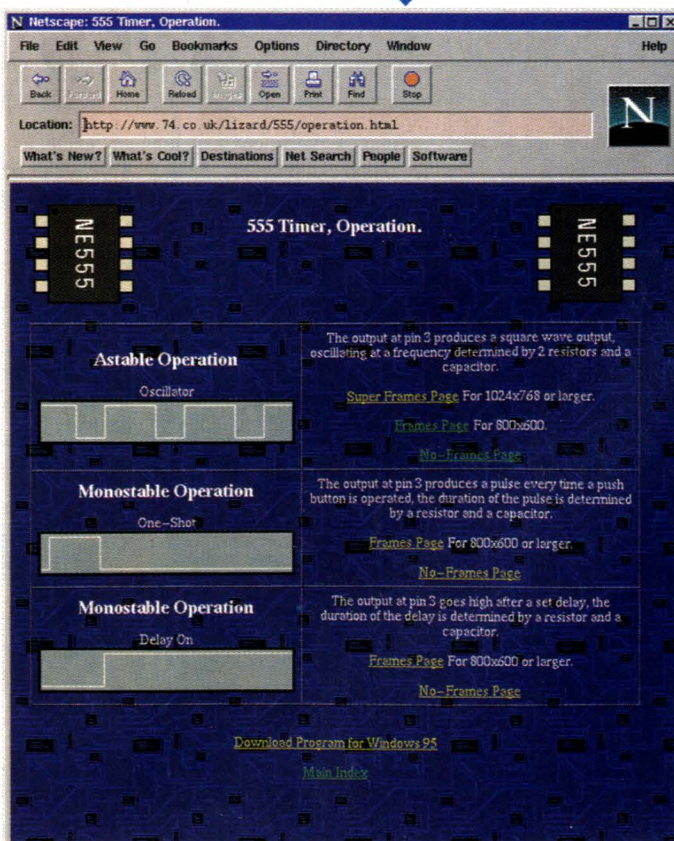 Netscape: 555 Timer, Operation.
File Edit View Go Bookmarks Options Directory Window Help
Back Forward Home Reload Images Open Print Find Stop
Location: http://www.74.co.uk/lizard/555/operation.html
N
What's New? What's Cool? Destinations Net Search People Software
NE555
555 Timer, Operation.
NE555
Astable Operation
Oscillator
The output at pin 3 produces a square wave output,
oscillating at a frequency determined by 2 resistors and a
capacitor.
Super Frames Page For 1024x768 or larger.
Frames Page For 800x600.
No-Frames Page
Monostable Operation
One-Shot
The output at pin 3 produces a pulse every time a push
button is operated, the duration of the pulse is determined
by a resistor and a capacitor.
Frames Page For 800x600 or larger.
No-Frames Page
Monostable Operation
Delay On
The output at pin 3 goes high after a set delay, the
duration of the delay is determined by a resistor and a
capacitor.
Frames Page For 800x600 or larger.
No-Frames Page
Download Program for Windows 95
Main Index